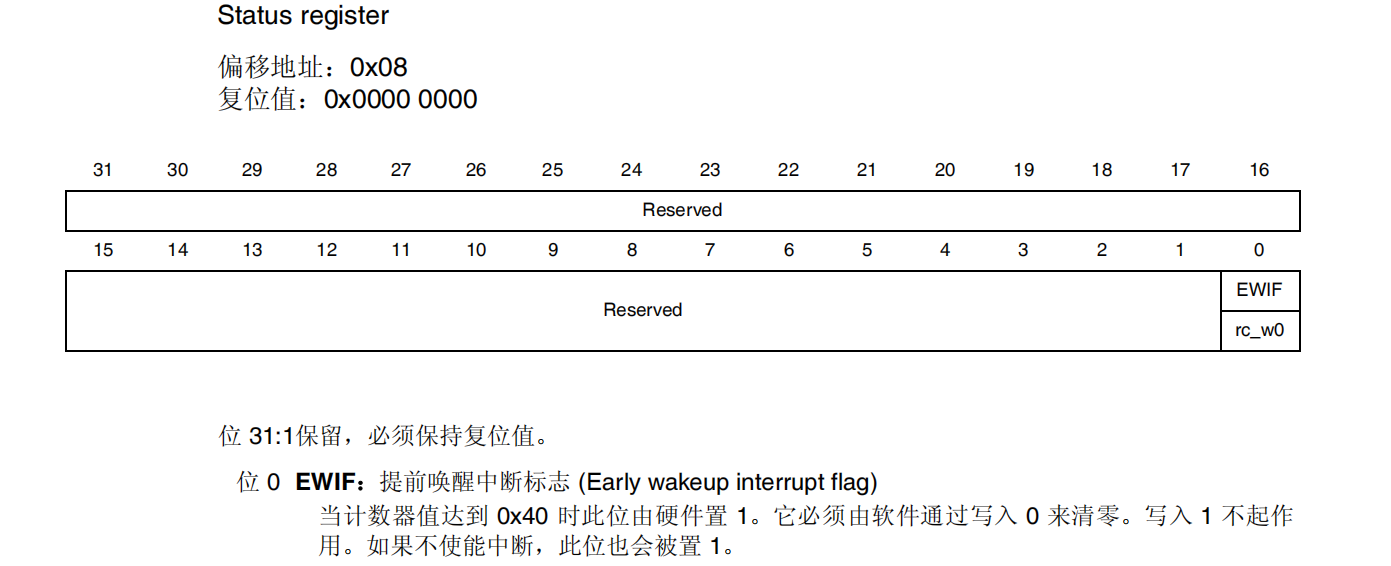 Status register
偏移地址：0x08
复位值：0x0000 0000
31 30 29 28 27 26 25 24 23 22 21 20 19 18 17 16
Reserved
15 14 13 12 11 10 9 8 7 6 5 4 3 2 1 0
Reserved
EWIF
rc_w0
位 31:1保留，必须保持复位值。
位 0 EWIF：提前唤醒中断标志 (Early wakeup interrupt flag)
当计数器值达到 0x40 时此位由硬件置 1。它必须由软件通过写入 0 来清零。写入 1 不起作
用。如果不使能中断，此位也会被置 1。